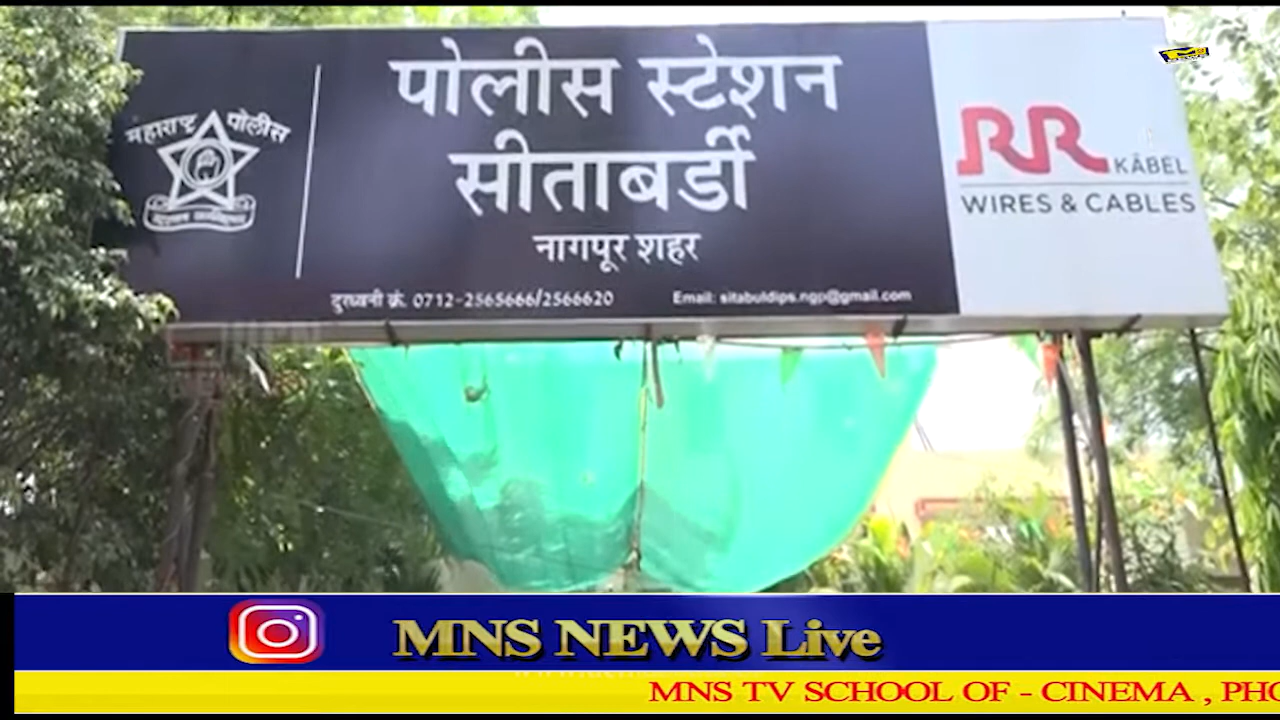 पोलीस स्टेशन
सीताबर्डी
नागपूर शहर
महाराष्ट्र पोलीस
दुरध्वनी क्रं. 0712-2565666/2566620
Email: sitabuldips.ngp@gmail.com
RR KÂBEL
WIRES & CABLES
MNS NEWS Live
MNS TV SCHOOL OF - CINEMA , PHO